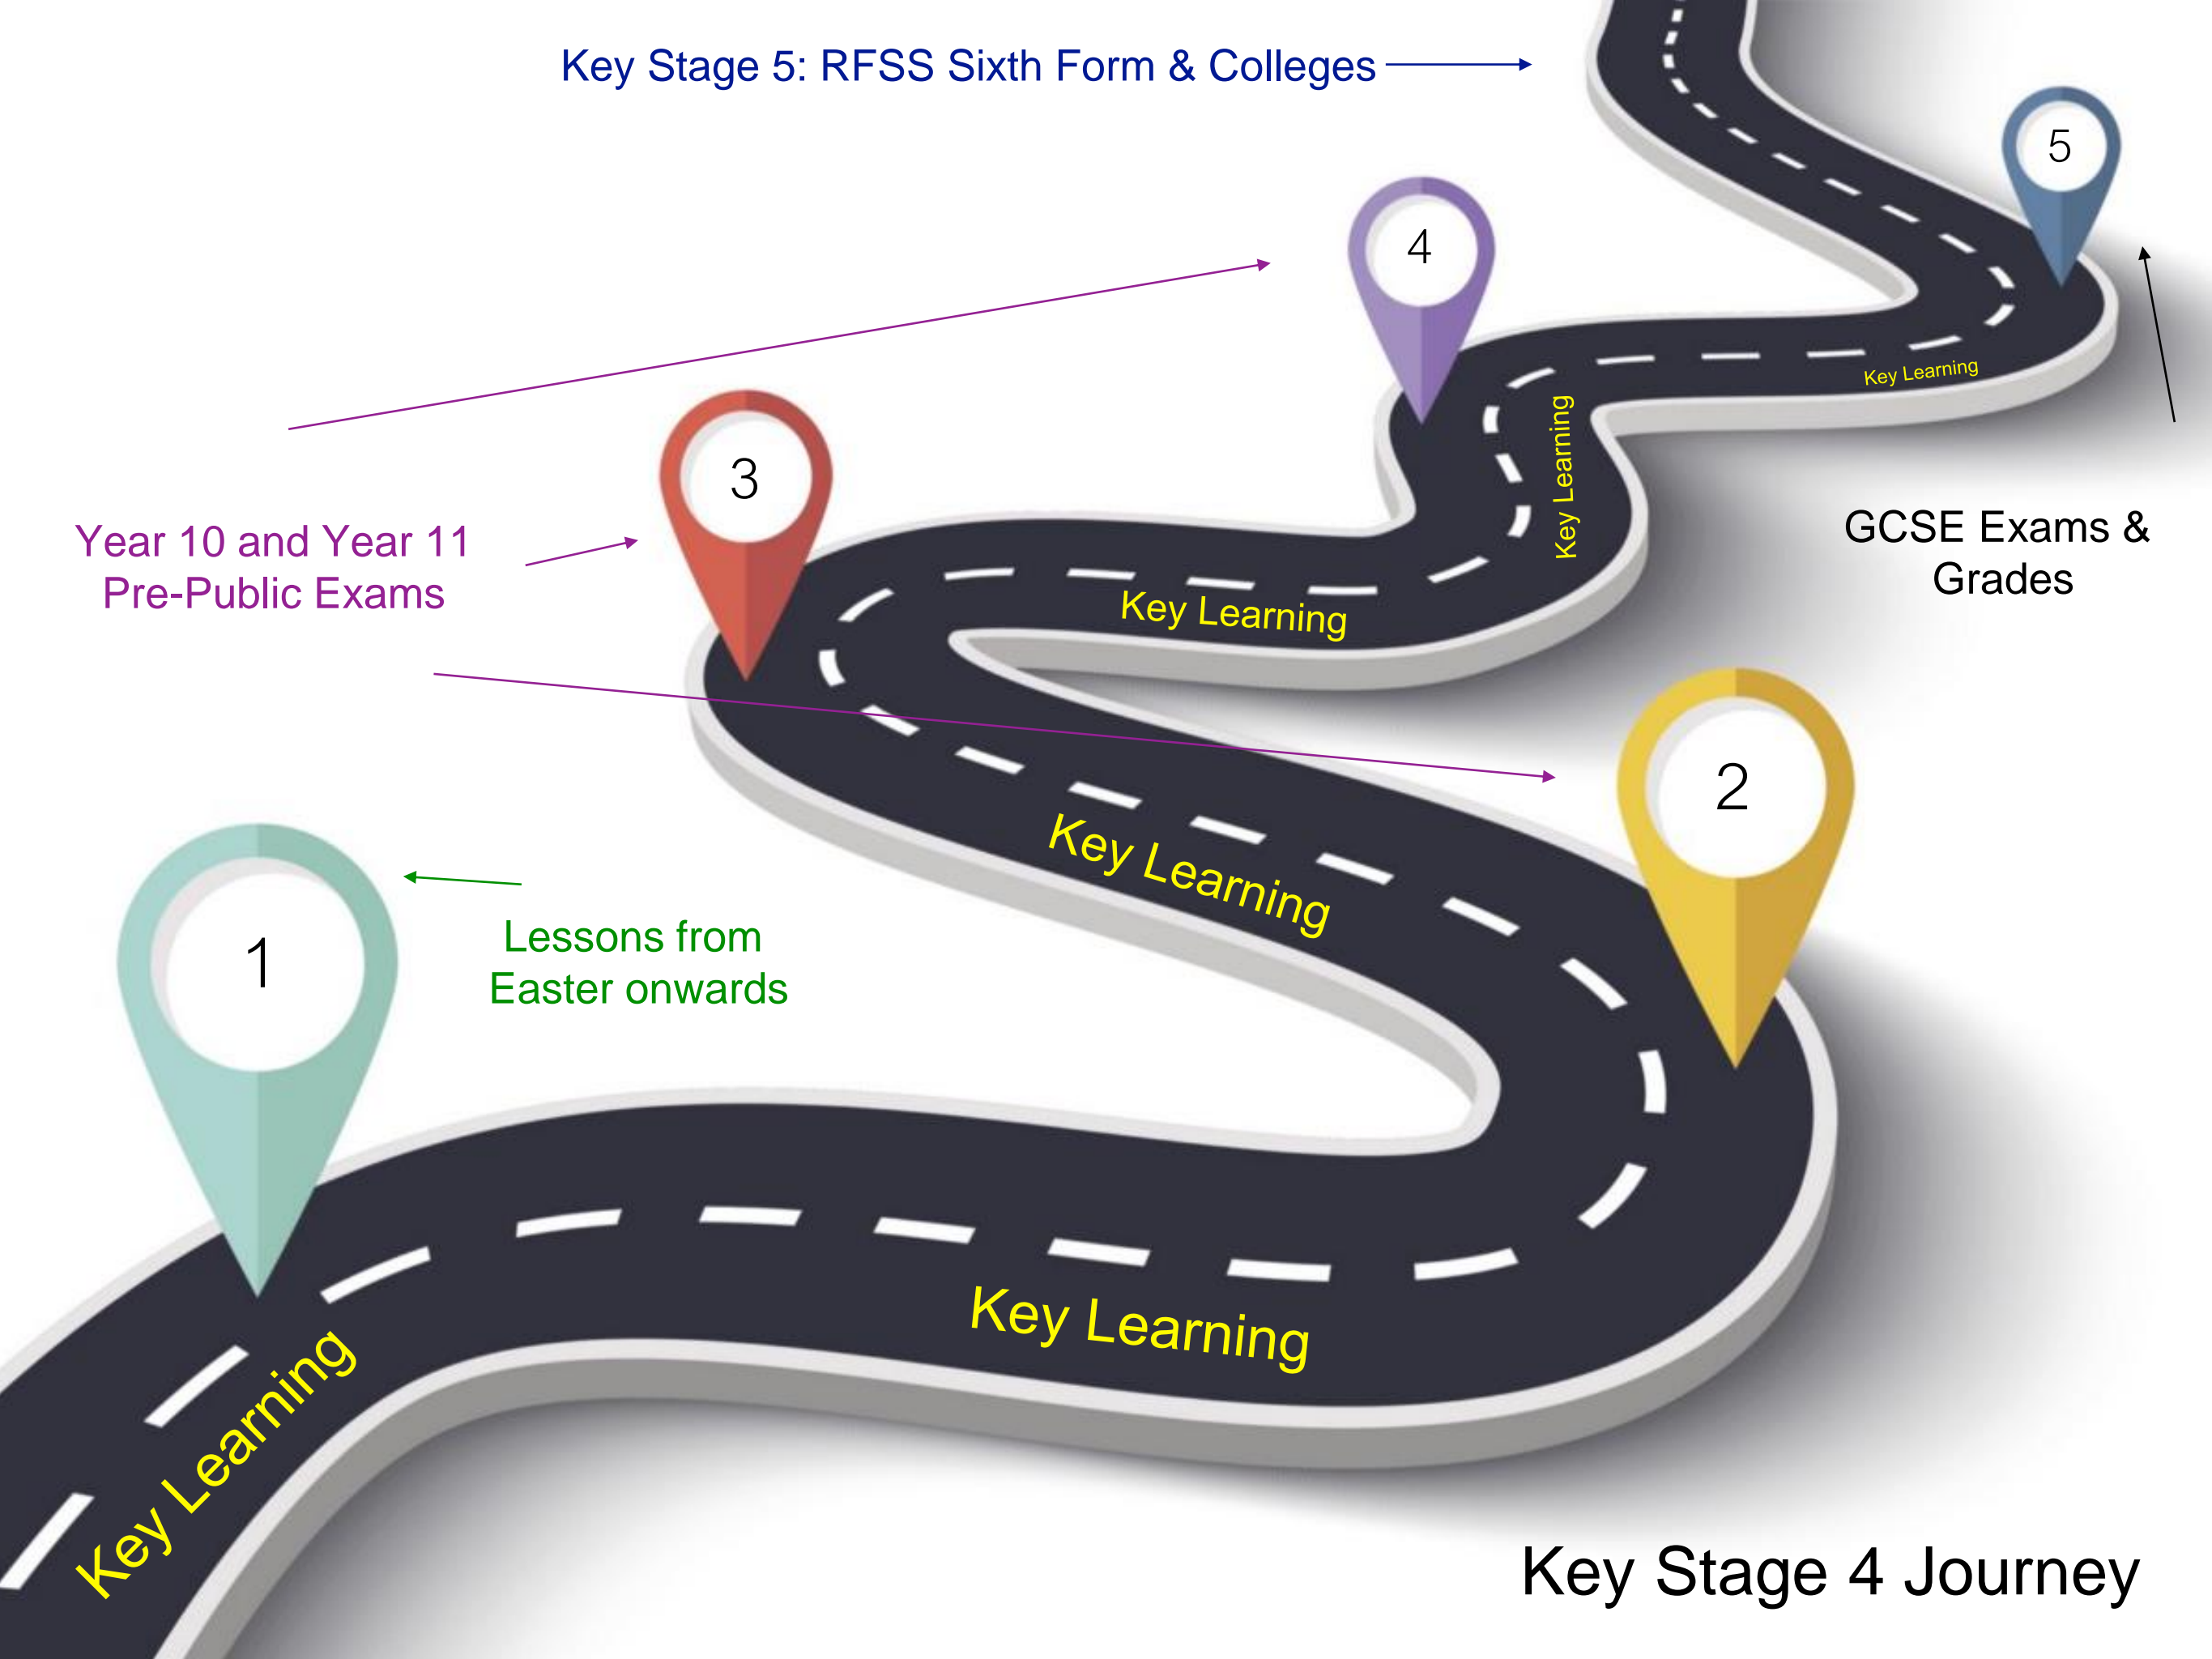 Key Stage 5: RFSS Sixth Form & Colleges
5
4
Key Learning
Key Learning
3
Year 10 and Year 11
Pre-Public Exams
GCSE Exams &
Grades
Key Learning
2
Key Learning
1
Lessons from
Easter onwards
Key Learning
Key Learning
Key Stage 4 Journey